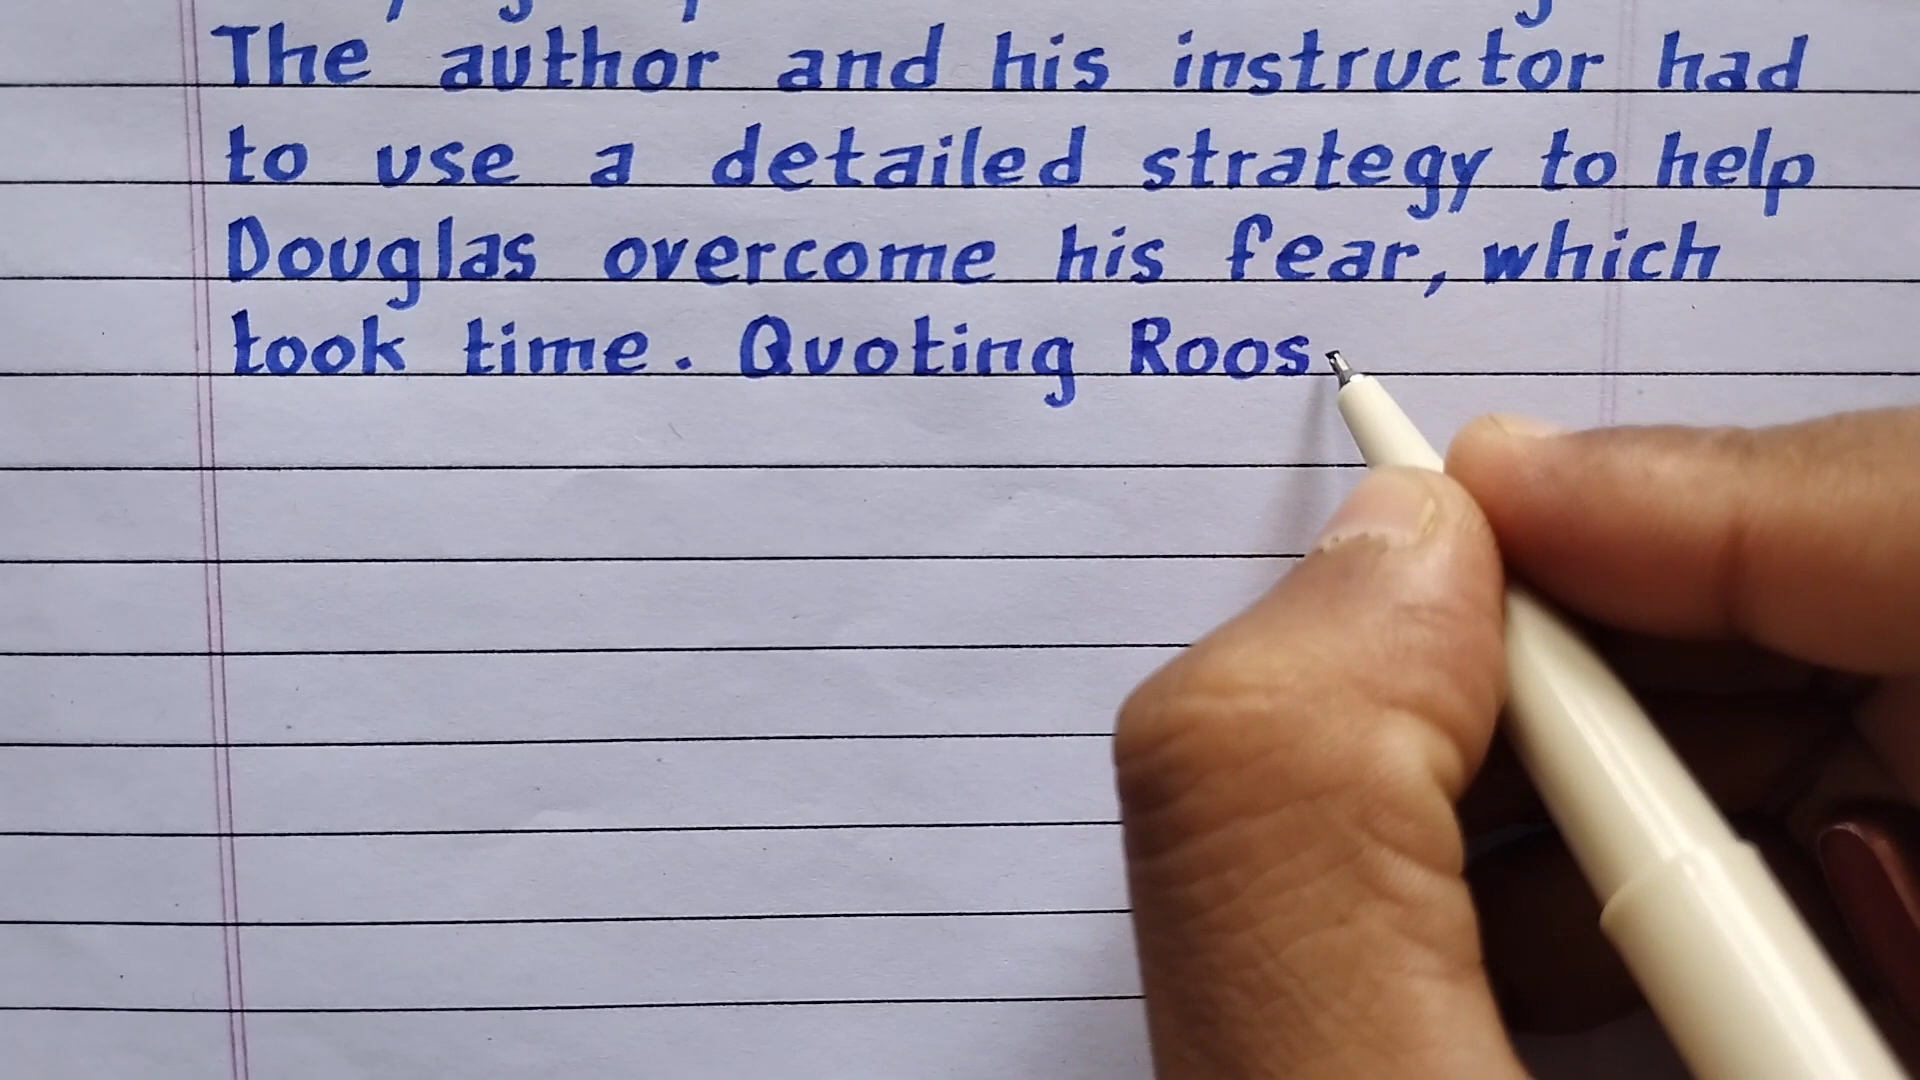 The author and his instructor had
to use a detailed strategy to help
Douglas overcome his fear, which
took time. Quoting Roos